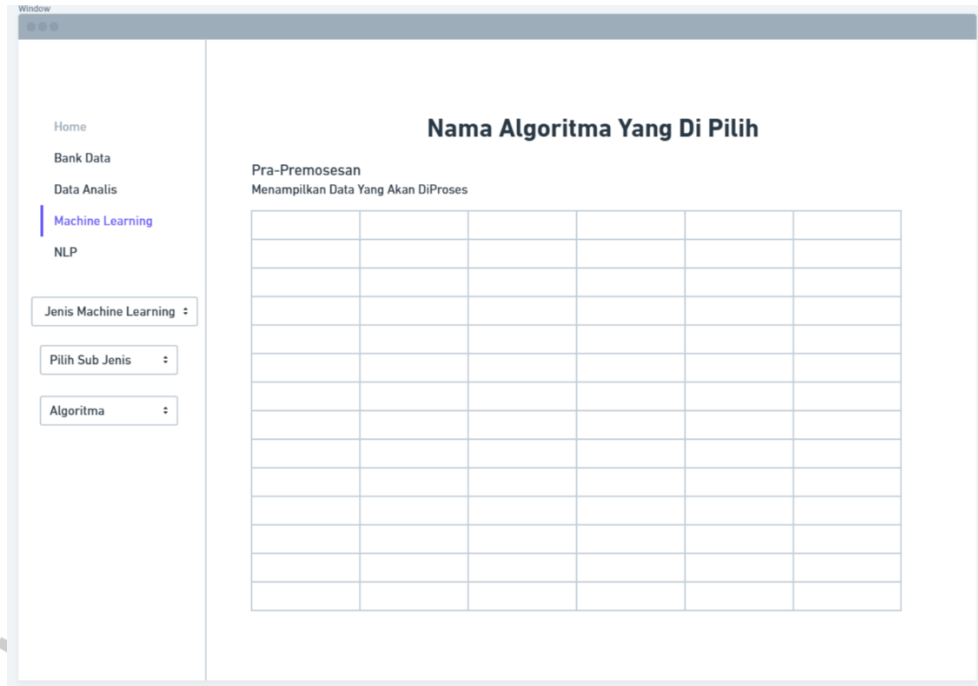 Window
Home
Bank Data
Data Analis
Machine Learning
NLP
Jenis Machine Learning
Pilih Sub Jenis
Algoritma
Nama Algoritma Yang Di Pilih
Pra-Premosesan
Menampilkan Data Yang Akan DiProses